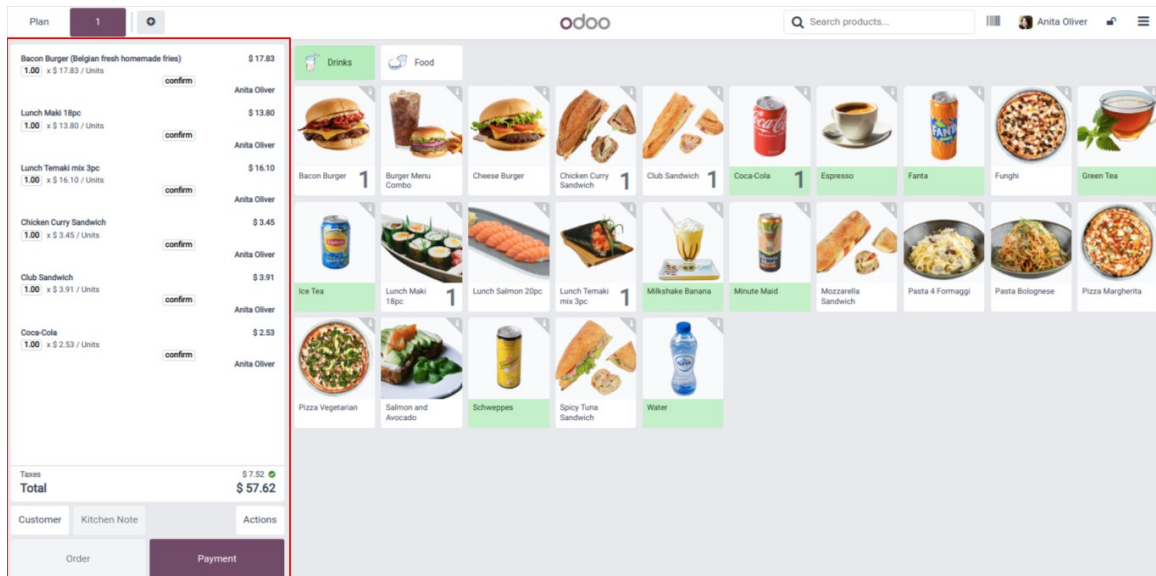 Plan
1
odoo
Search products...
Anita Oliver
Bacon Burger (Belgian fresh homemade fries) $ 17.83
1.00 x $ 17.83 / Units
confirm
Anita Oliver
Lunch Maki 18pc $ 13.80
1.00 x $ 13.80 / Units
confirm
Anita Oliver
Lunch Temaki mix 3pc $ 16.10
1.00 x $ 16.10 / Units
confirm
Anita Oliver
Chicken Curry Sandwich $ 3.45
1.00 x $ 3.45 / Units
confirm
Anita Oliver
Club Sandwich $ 3.91
1.00 x $ 3.91 / Units
confirm
Anita Oliver
Coca-Cola $ 2.53
1.00 x $ 2.53 / Units
confirm
Anita Oliver
Taxes $ 7.52
Total $ 57.62
Customer
Kitchen Note
Actions
Order
Payment
Drinks
Food
Bacon Burger 1
Burger Menu
Combo
Cheese Burger
Chicken Curry
Sandwich 1
Club Sandwich 1
Coca-Cola 1
Espresso
Fanta
Funghi
Green Tea
Ice Tea
Lunch Maki
18pc 1
Lunch Salmon 20pc
Lunch Temaki
mix 3pc 1
Milkshake Banana
Minute Maid
Mozzarella
Sandwich
Pasta 4 Formaggi
Pasta Bolognese
Pizza Margherita
Pizza Vegetarian
Salmon and
Avocado
Schweppes
Spicy Tuna
Sandwich
Water